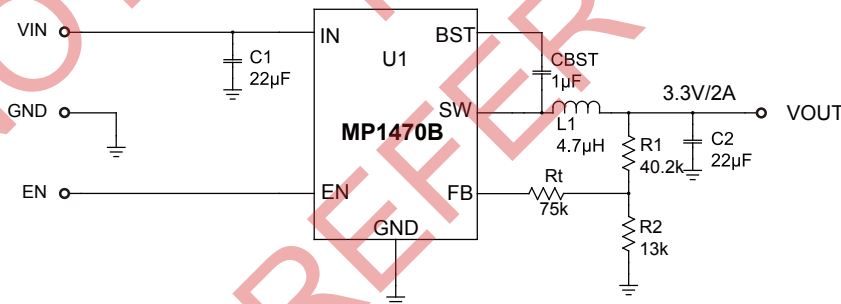 VIN
IN
U1
BST
C1
22µF
CBST
1µF
GND
SW
3.3V/2A
VOUT
MP1470B
L1
4.7µH
R1
40.2k
C2
22µF
EN
EN
FB
Rt
75k
GND
R2
13k
REFER